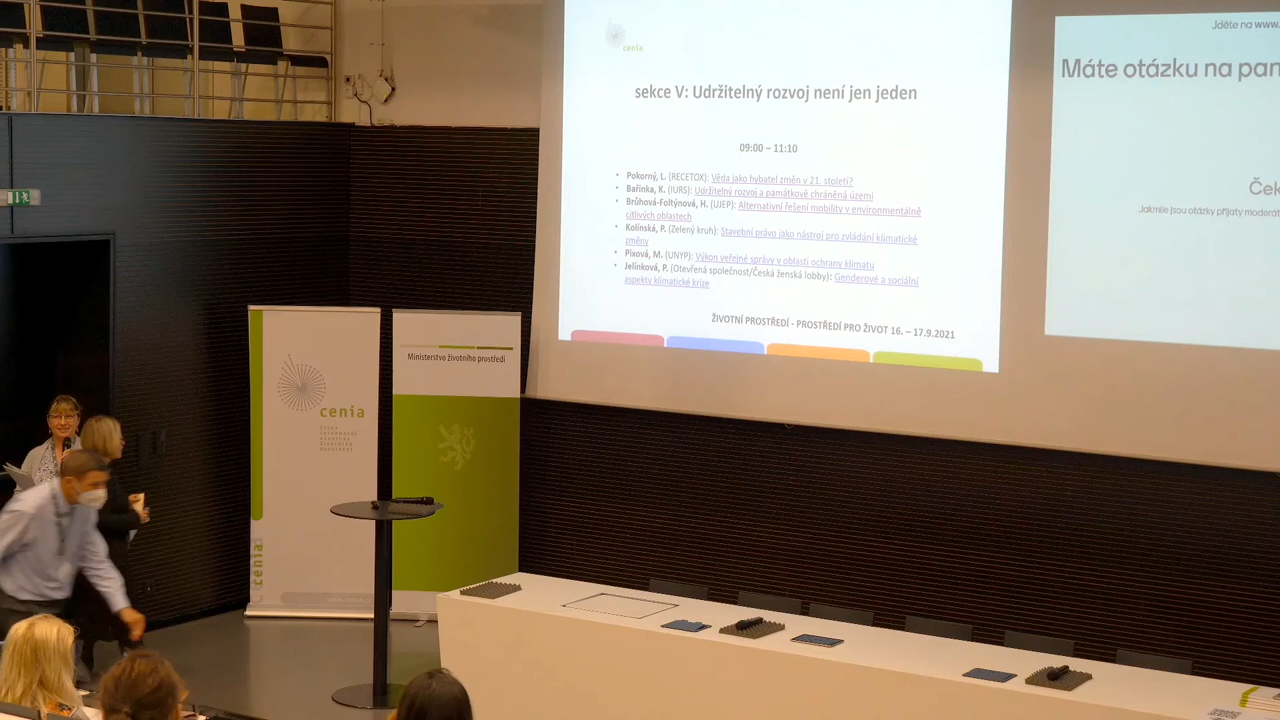 cenia
sekce V: Udržitelný rozvoj není jen jeden
09:00 – 11:10
• Pokorný, L. (RECETOX): Věda jako hybatel změn v 21. století?
• Bařinka, K. (IURS): Udržitelný rozvoj a památkově chráněná území
• Brůhová-Foltýnová, H. (UJEP): Alternativní řešení mobility v environmentálně
citlivých oblastech
• Kolínská, P. (Zelený kruh): Stavební právo jako nástroj pro zvládání klimatické
změny
• Pixová, M. (UNYP): Výkon veřejné správy v oblasti ochrany klimatu
• Jelínková, P. (Otevřená společnost/Česká ženská lobby): Genderové a sociální
aspekty klimatické krize
ŽIVOTNÍ PROSTŘEDÍ - PROSTŘEDÍ PRO ŽIVOT 16. – 17.9.2021
Jděte na www.
Máte otázku na pan
Ček
Jakmile jsou otázky přijaty moderát
cenia
Ministerstvo životního prostředí
cenia